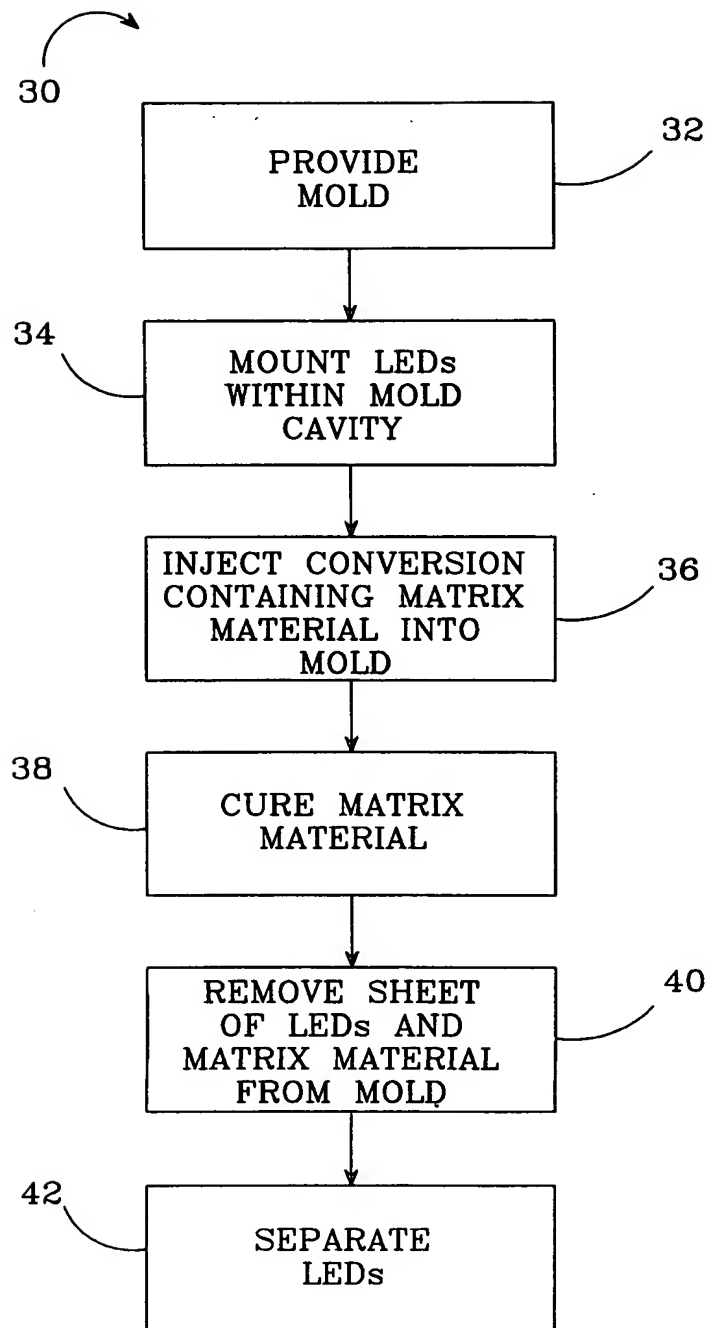 30
PROVIDE
MOLD
32
34
MOUNT LEDs
WITHIN MOLD
CAVITY
INJECT CONVERSION
CONTAINING MATRIX
MATERIAL INTO
MOLD
36
38
CURE MATRIX
MATERIAL
REMOVE SHEET
OF LEDs AND
MATRIX MATERIAL
FROM MOLD
40
42
SEPARATE
LEDs